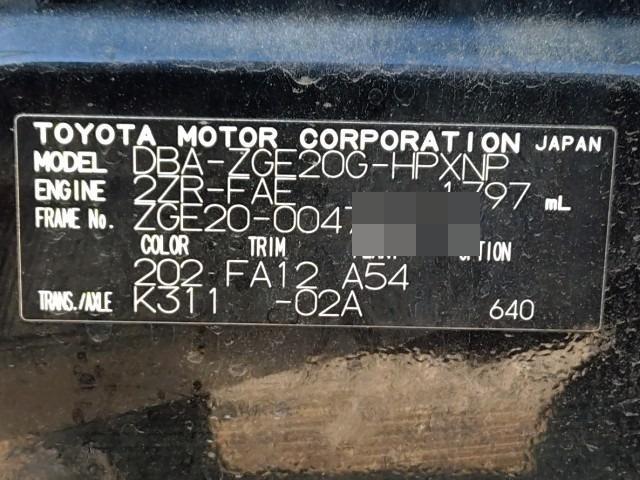 TOYOTA MOTOR CORPORATION JAPAN
MODEL DBA-ZGE20G-HPXNP
ENGINE 2ZR-FAE 1797 mL
FRAME No. ZGE20-0047
COLOR TRIM
202 FA12 A54
TRANS./AXLE K311 -02A 640